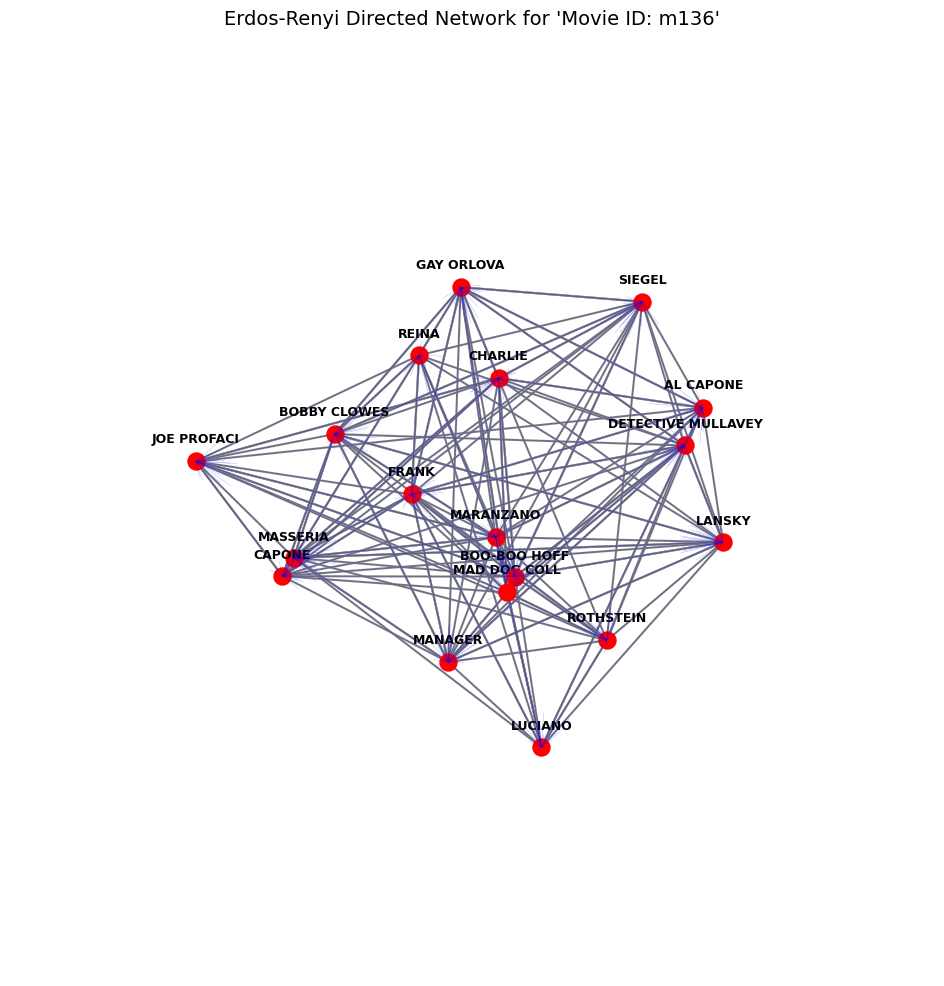 Erdos-Renyi Directed Network for 'Movie ID: m136'
GAY ORLOVA
SIEGEL
REINA
CHARLIE
AL CAPONE
BOBBY CLOWES
DETECTIVE MULLAVEY
JOE PROFACI
FRANK
MARANZANO
LANSKY
MASSERIA
CAPONE
BOO-BOO HOFF
MAD DOG COLL
ROTHSTEIN
MANAGER
LUCIANO